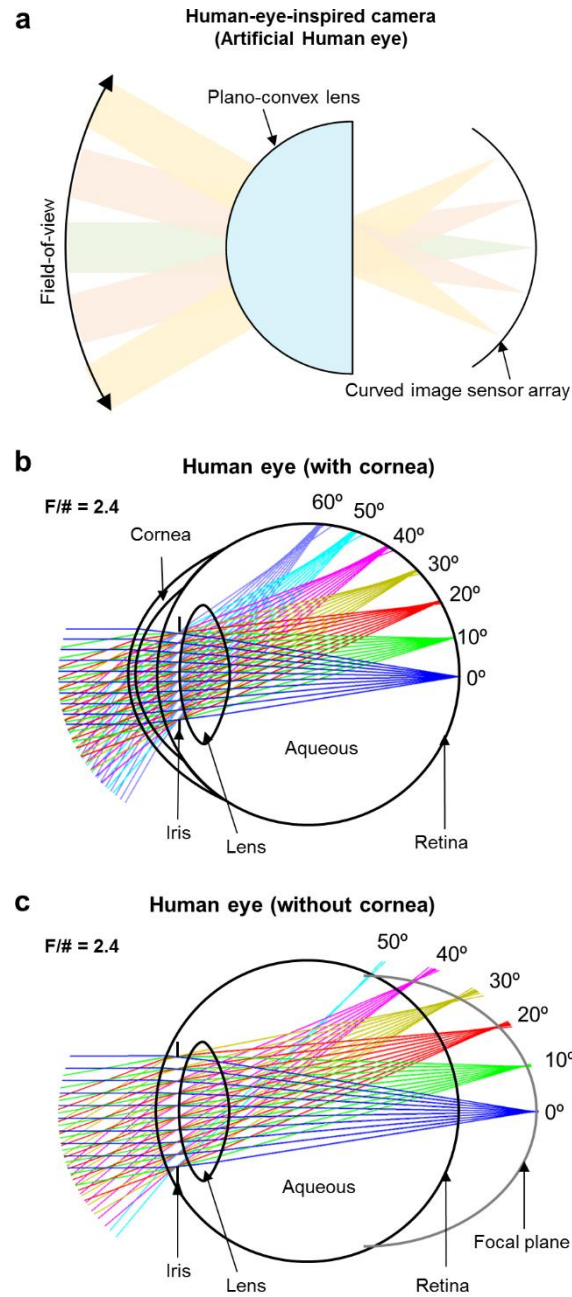 a
Human-eye-inspired camera
(Artificial Human eye)
Plano-convex lens
Field-of-view
Curved image sensor array
b
Human eye (with cornea)
F/# = 2.4
Cornea
60º
50º
40º
30º
20º
10º
0º
Aqueous
Iris
Lens
Retina
c
Human eye (without cornea)
F/# = 2.4
50º
40º
30º
20º
10º
0º
Aqueous
Focal plane
Iris
Lens
Retina